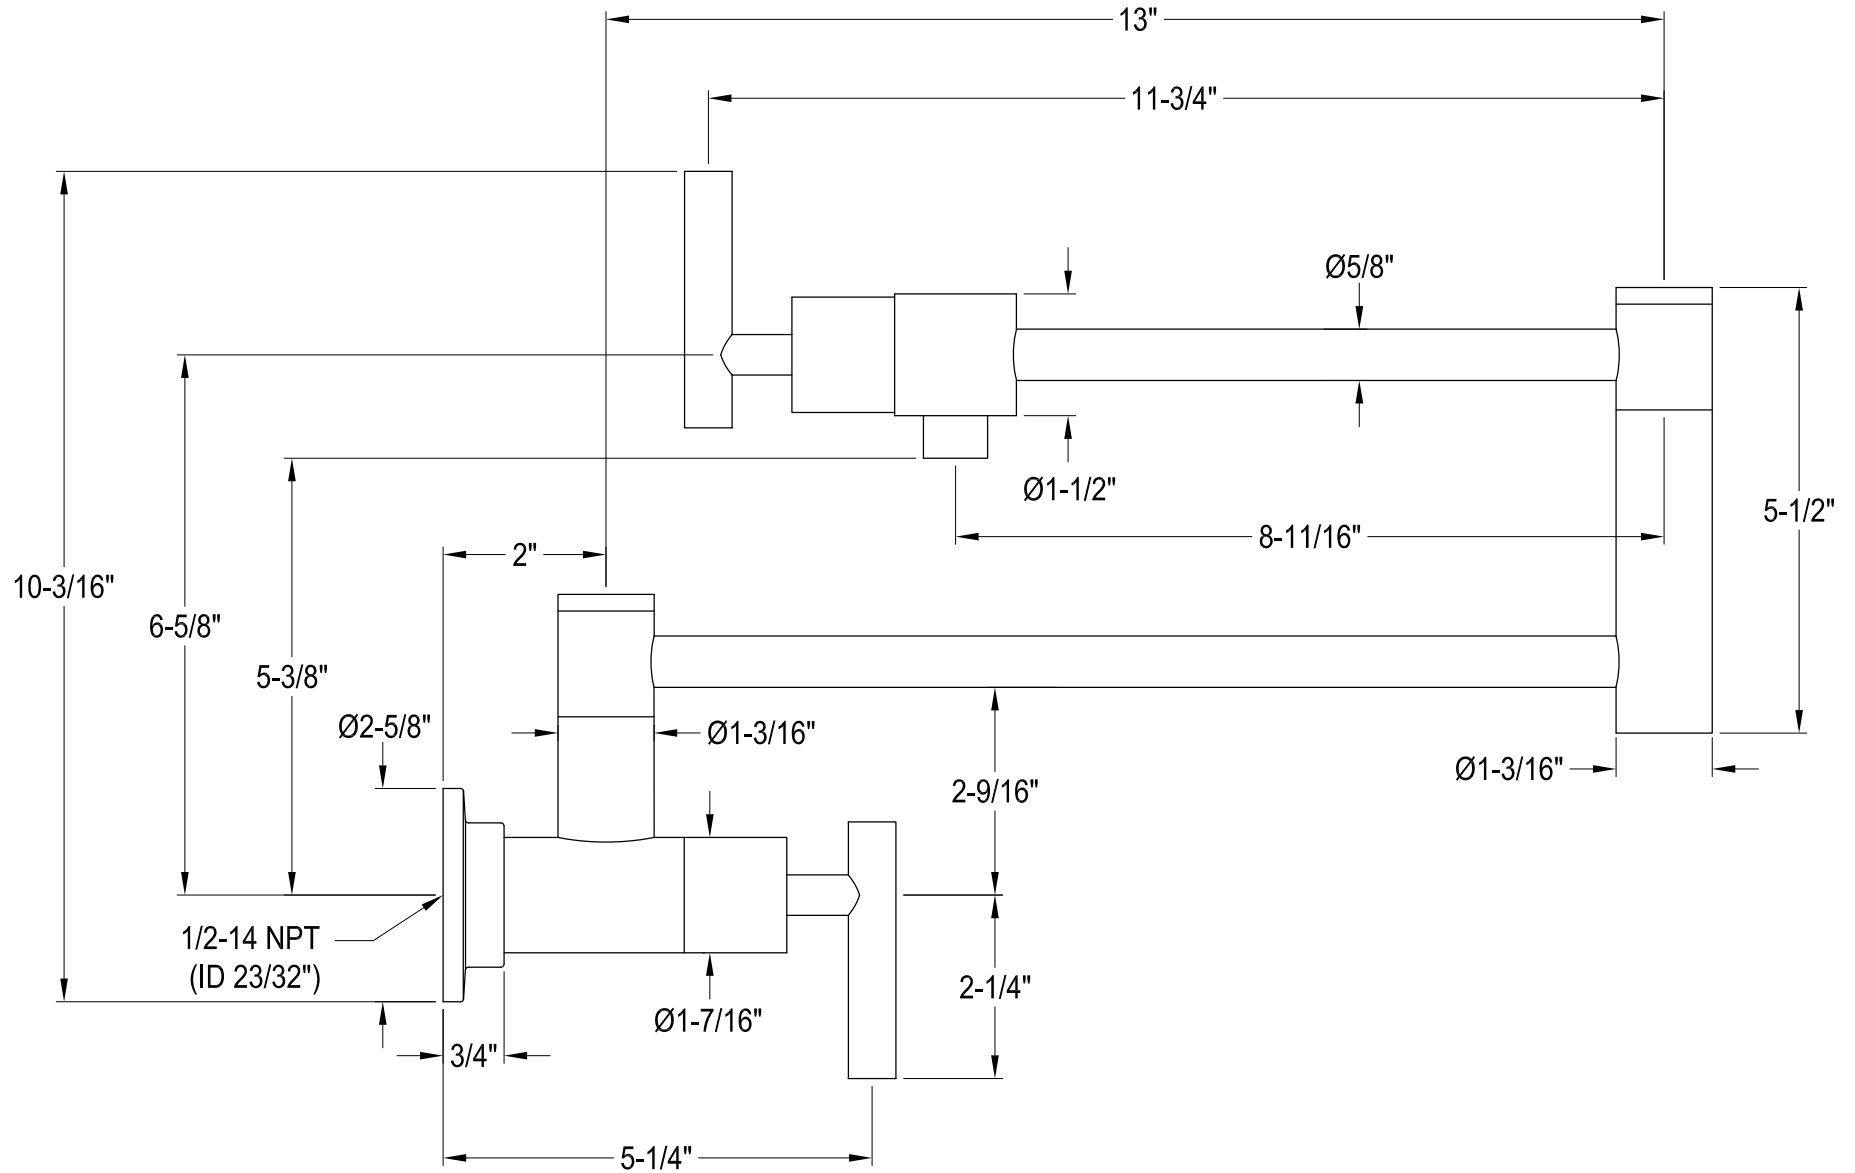 13"
11-3/4"
Ø5/8"
Ø1-1/2"
5-1/2"
8-11/16"
2"
10-3/16"
6-5/8"
5-3/8"
Ø2-5/8"
Ø1-3/16"
Ø1-3/16"
2-9/16"
1/2-14 NPT
(ID 23/32")
2-1/4"
Ø1-7/16"
3/4"
5-1/4"